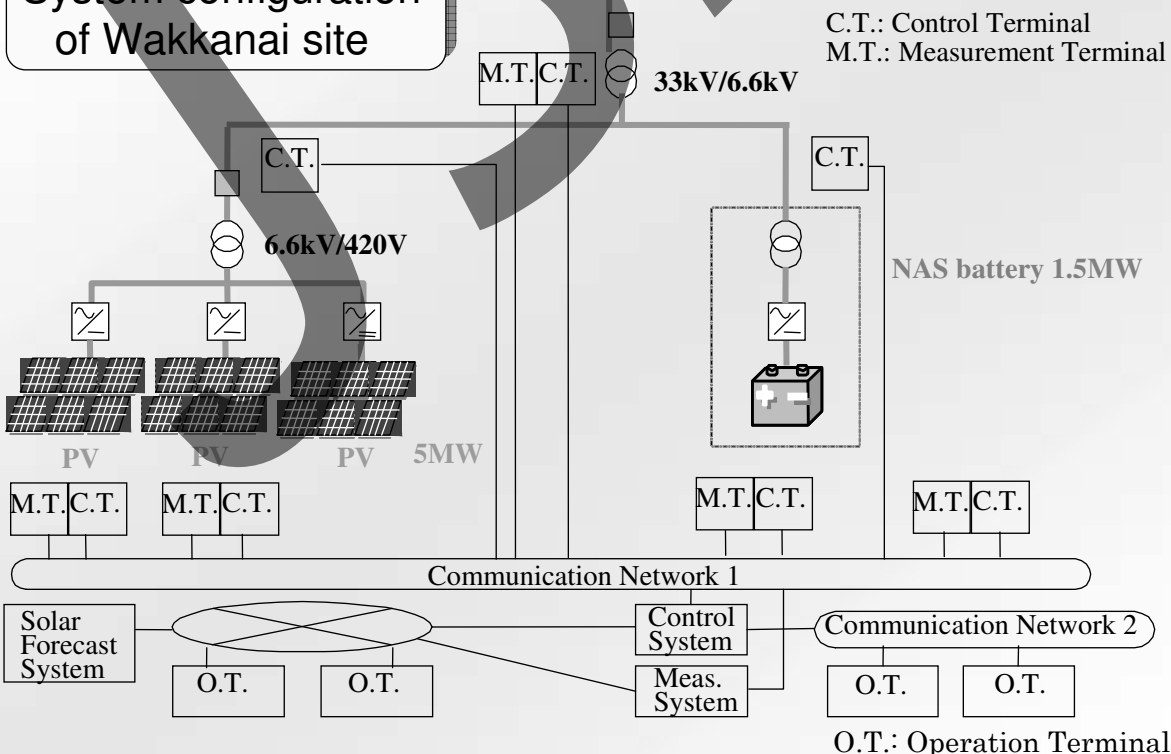 System configuration
of Wakkanai site
C.T.: Control Terminal
M.T.: Measurement Terminal
M.T. C.T.
33kV/6.6kV
C.T.
C.T.
6.6kV/420V
NAS battery 1.5MW
PV PV PV 5MW
M.T. C.T. M.T. C.T. M.T. C.T. M.T. C.T.
Communication Network 1
Solar
Forecast
System
Control
System
Communication Network 2
O.T. O.T.
Meas.
System
O.T. O.T.
O.T.: Operation Terminal